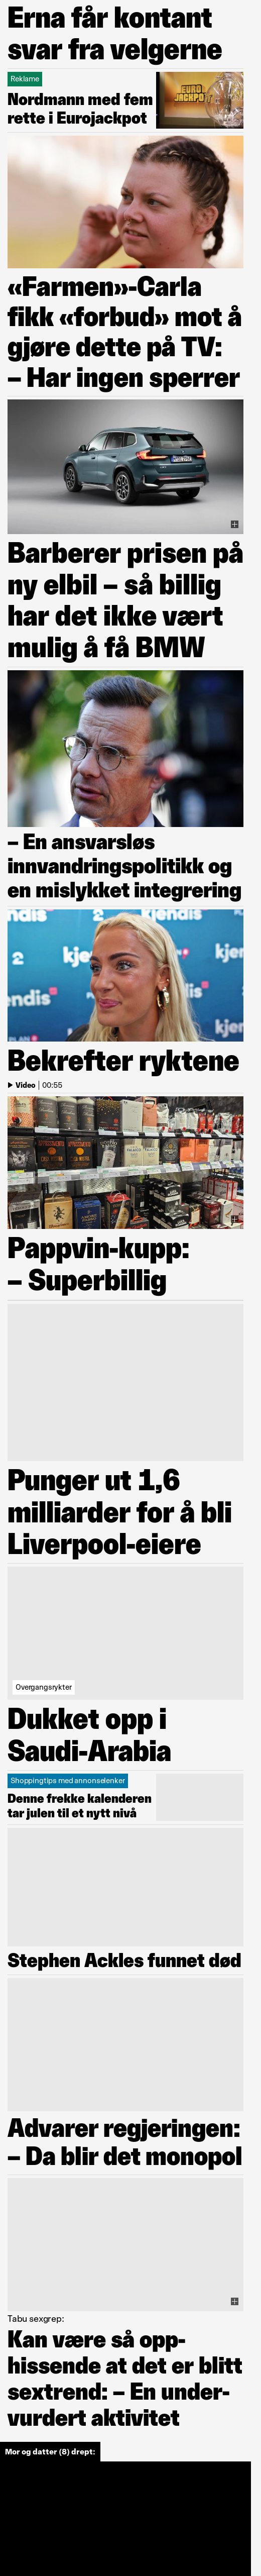 Erna får kontant
svar fra velgerne
Reklame
Nordmann med fem
rette i Eurojackpot
EURO
JACKPOT
«Farmen»-Carla
fikk «forbud» mot å
gjøre dette på TV:
– Har ingen sperrer
Barberer prisen på
ny elbil – så billig
har det ikke vært
mulig å få BMW
– En ansvarsløs
innvandringspolitikk og
en mislykket integrering
kjendis
Bekrefter ryktene
Video | 00:55
Pappvin-kupp:
– Superbillig
Punger ut 1,6
milliarder for å bli
Liverpool-eiere
Overgangsrykter
Dukket opp i
Saudi-Arabia
Shoppingtips med annonselenker
Denne frekke kalenderen
tar julen til et nytt nivå
Stephen Ackles funnet død
Advarer regjeringen:
– Da blir det monopol
Tabu sexgrep:
Kan være så opp-
hissende at det er blitt
sextrend: – En under-
vurdert aktivitet
Mor og datter (8) drept: